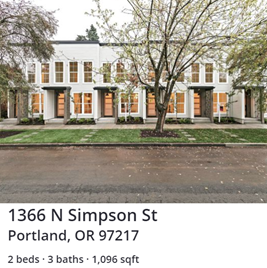 1366 N Simpson St
Portland, OR 97217
2 beds · 3 baths · 1,096 sqft